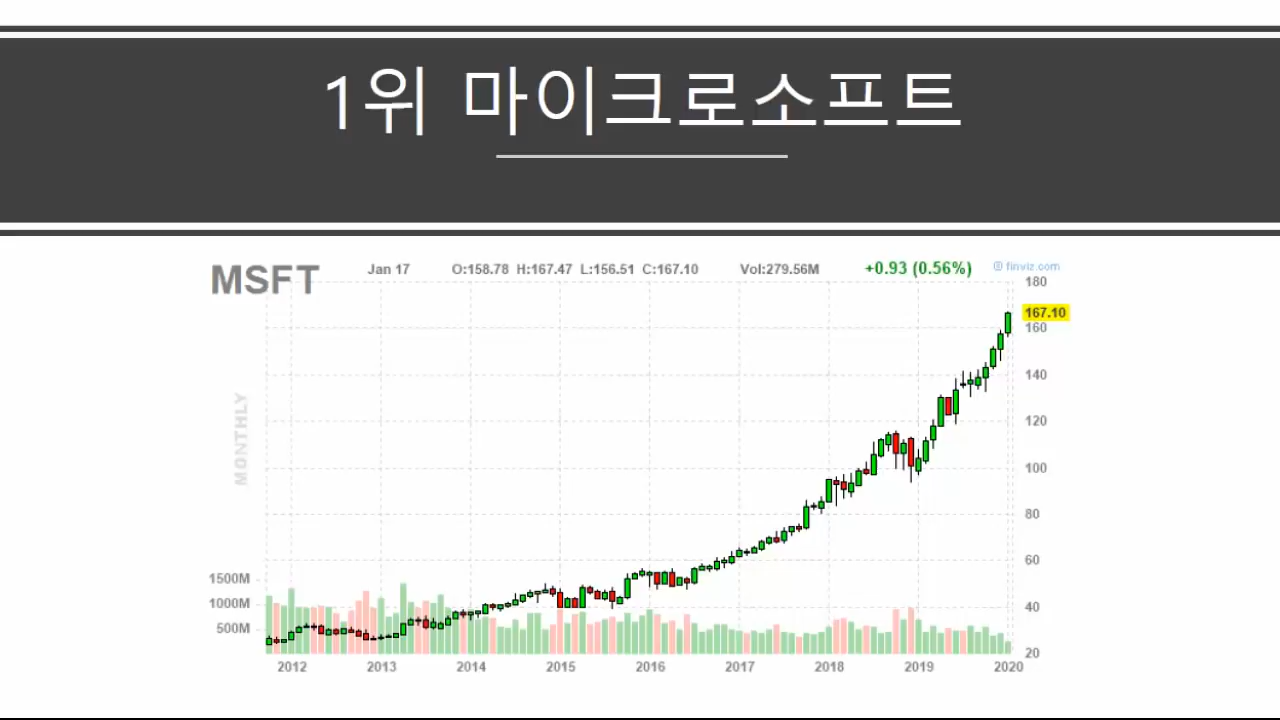 1위 마이크로소프트
MSFT Jan 17 O:158.78 H:167.47 L:156.51 C:167.10 Vol:279.56M +0.93 (0.56%) © finviz.com
180
167.10
160
140
120
MONTHLY
100
80
60
1500M
1000M
40
500M
20
2012 2013 2014 2015 2016 2017 2018 2019 2020